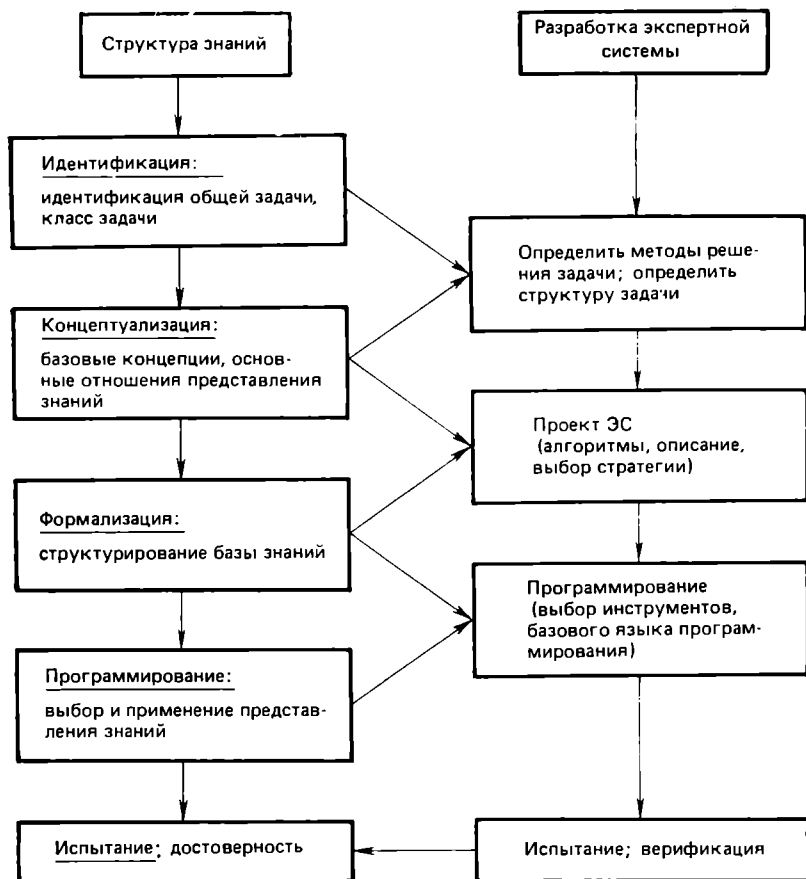 Структура знаний
Разработка экспертной
системы
Идентификация:
идентификация общей задачи,
класс задачи
Определить методы реше-
ния задачи; определить
структуру задачи
Концептуализация:
базовые концепции, основ-
ные отношения представления
знаний
Проект ЭС
(алгоритмы, описание,
выбор стратегии)
Формализация:
структурирование базы знаний
Программирование
(выбор инструментов,
базового языка програм-
мирования)
Программирование:
выбор и применение представ-
ления знаний
Испытание; достоверность
Испытание; верификация